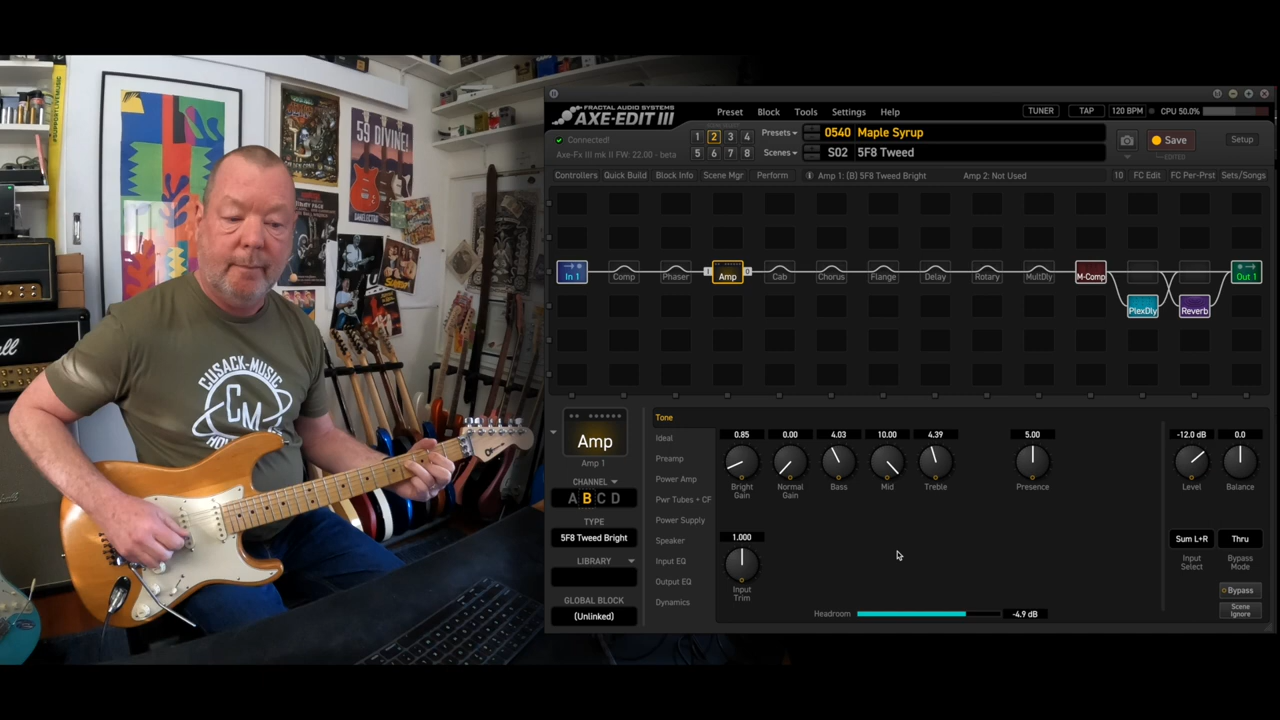 #SUPPORTLIVEMUSIC
59 DIVINE!
DANELECTRO
JIMMY PAGE
CUSACK-MUSIC
CM
FRACTAL AUDIO SYSTEMS
AXE-EDIT III
Preset Block Tools Settings Help
TUNER TAP 120 BPM CPU 50.0%
Connected!
Axe-Fx III mk II FW: 22.00 - beta
1 2 3 4
5 6 7 8
Presets 0540 Maple Syrup
Scenes S02 5F8 Tweed
Save
EDITED
Setup
Controllers Quick Build Block Info Scene Mgr Perform Amp 1: (B) 5F8 Tweed Bright Amp 2: Not Used 10 FC Edit FC Per-Prst Sets/Songs
In 1 Comp Phaser Amp Cab Chorus Flange Delay Rotary MultDly M-Comp Out 1
PlexDly Reverb
Amp
Amp 1
CHANNEL
A B C D
TYPE
5F8 Tweed Bright
LIBRARY
GLOBAL BLOCK
(Unlinked)
Tone
Ideal
Preamp
Power Amp
Pwr Tubes + CF
Power Supply
Speaker
Input EQ
Output EQ
Dynamics
0.85 0.00 4.03 10.00 4.39 5.00
Bright Gain Normal Gain Bass Mid Treble Presence
1.000
Input Trim
Headroom -4.9 dB
-12.0 dB 0.0
Level Balance
Sum L+R Thru
Input Select Bypass Mode
Bypass
Scene Ignore